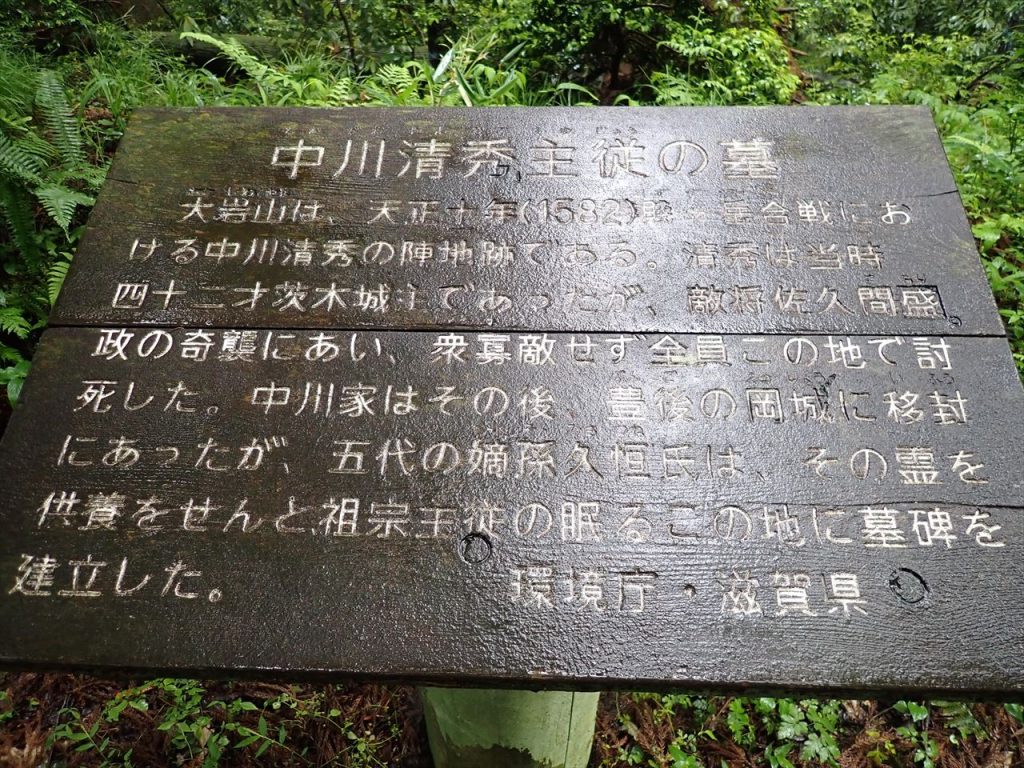 中川清秀主従の墓
大岩山は、天正十年(1582)合戦にお
ける中川清秀の陣地跡である。清秀は当時
四十二才茨木城主であったが、敵将佐久間盛
政の奇襲にあい、衆寡敵せず全員この地で討
死した。中川家はその後、豊後の岡城に移封
にあったが、五代の嫡孫久恒氏は、その霊を
供養をせんと祖宗主従の眠るこの地に墓碑を
建立した。 環境庁・滋賀県